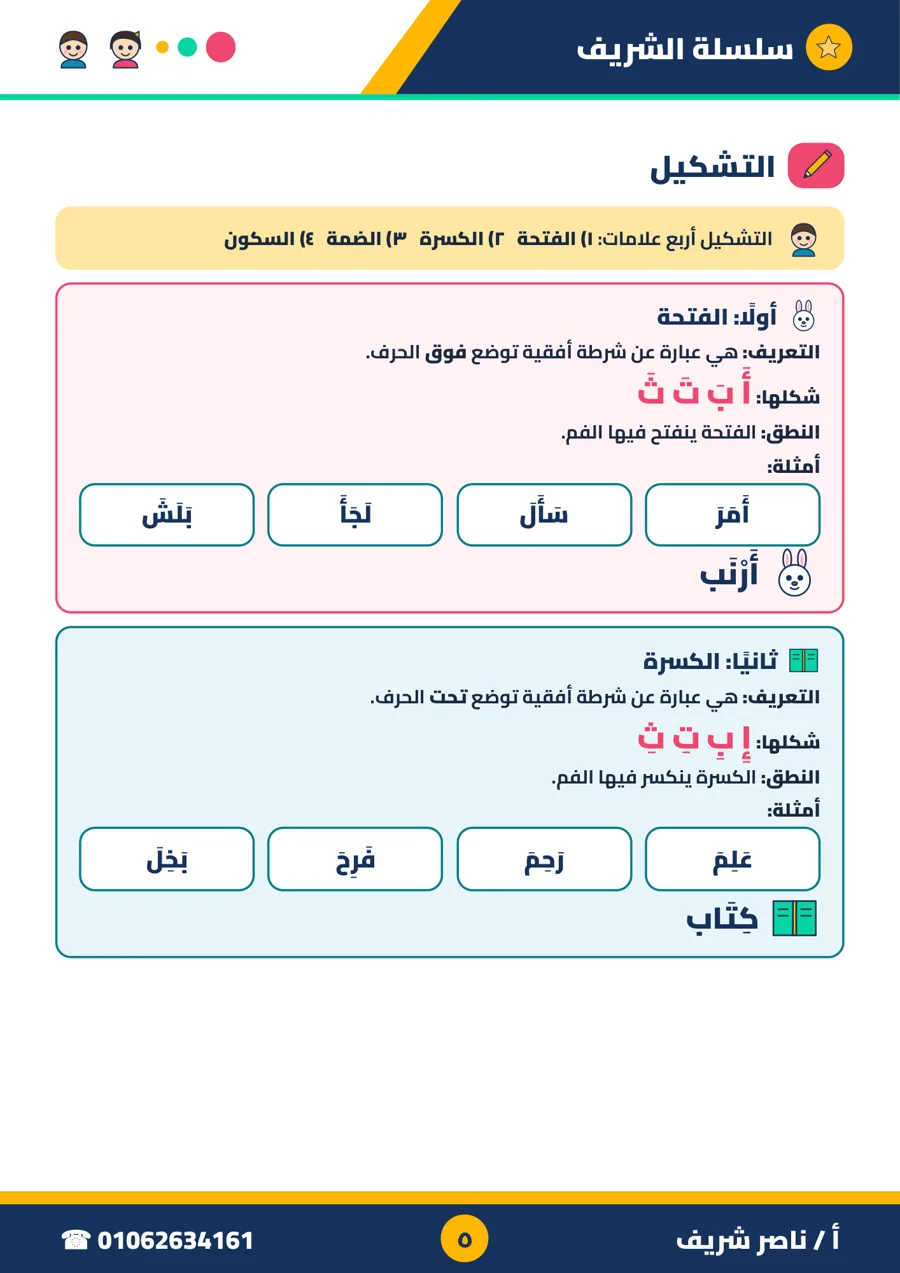 سلسلة الشريف
التشكيل
التشكيل أربع علامات: ١) الفتحة ٢) الكسرة ٣) الضمة ٤) السكون
أولًا: الفتحة
التعريف: هي عبارة عن شرطة أفقية توضع فوق الحرف.
شكلها: أَ بَ تَ ثَ
النطق: الفتحة ينفتح فيها الفم.
أمثلة:
أَمَرَ سَأَلَ لَجَأَ بَلَشَ
أَرْنَب
ثانيًا: الكسرة
التعريف: هي عبارة عن شرطة أفقية توضع تحت الحرف.
شكلها: إِ بِ تِ ثِ
النطق: الكسرة ينكسر فيها الفم.
أمثلة:
عَلِمَ رَحِمَ فَرِحَ بَخِلَ
كِتَاب
أ / ناصر شريف ٥ ☎ 01062634161